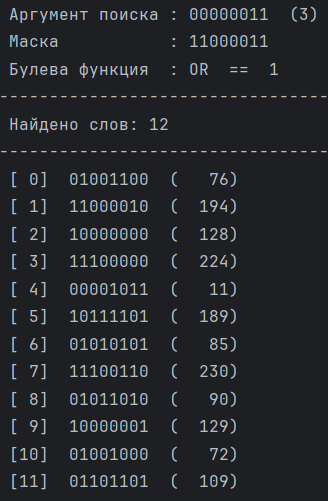 Аргумент поиска : 00000011  (3)
Маска           : 11000011
Булева функция  : OR  ==  1
---------------------------------
Найдено слов: 12
---------------------------------
[ 0]  01001100  (   76)
[ 1]  11000010  (  194)
[ 2]  10000000  (  128)
[ 3]  11100000  (  224)
[ 4]  00001011  (   11)
[ 5]  10111101  (  189)
[ 6]  01010101  (   85)
[ 7]  11100110  (  230)
[ 8]  01011010  (   90)
[ 9]  10000001  (  129)
[10]  01001000  (   72)
[11]  01101101  (  109)